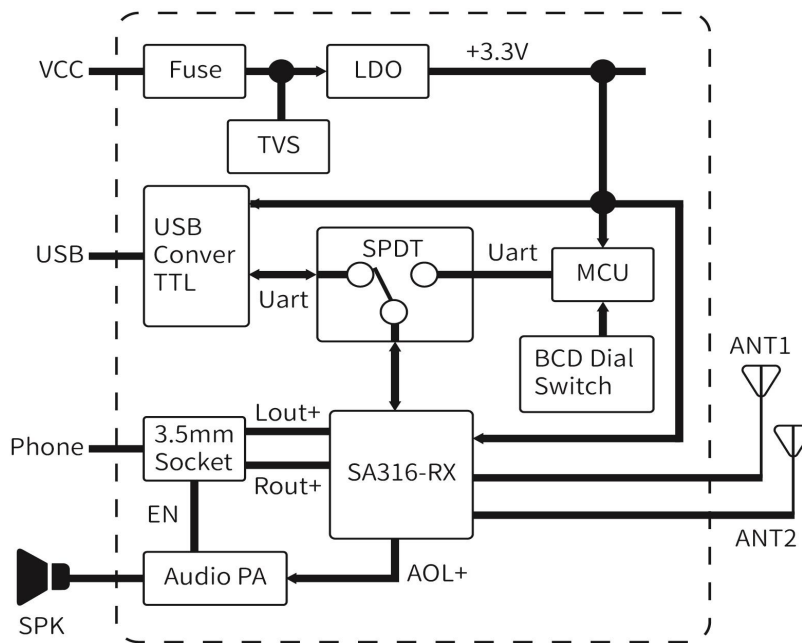 VCC
Fuse
LDO
+3.3V
TVS
USB
USB
Conver
TTL
Uart
SPDT
Uart
MCU
BCD Dial
Switch
ANT1
Phone
3.5mm
Socket
Lout+
Rout+
SA316-RX
EN
ANT2
Audio PA
AOL+
SPK